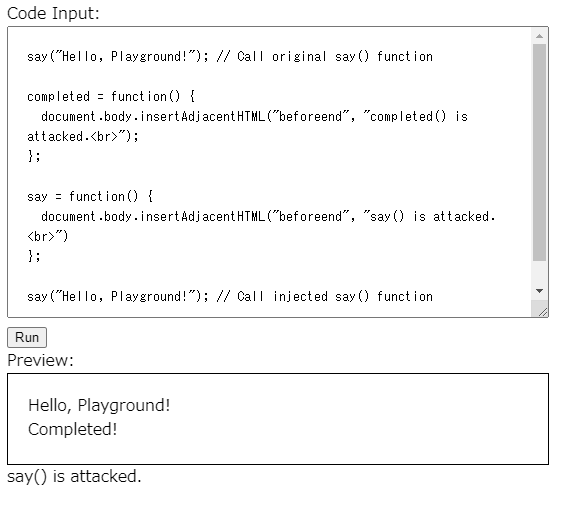 Code Input:
say("Hello, Playground!"); // Call original say() function
completed = function() {
document.body.insertAdjacentHTML("beforeend", "completed() is
attacked.<br>");
};
say = function() {
document.body.insertAdjacentHTML("beforeend", "say() is attacked.
<br>")
};
say("Hello, Playground!"); // Call injected say() function
Run
Preview:
Hello, Playground!
Completed!
say() is attacked.